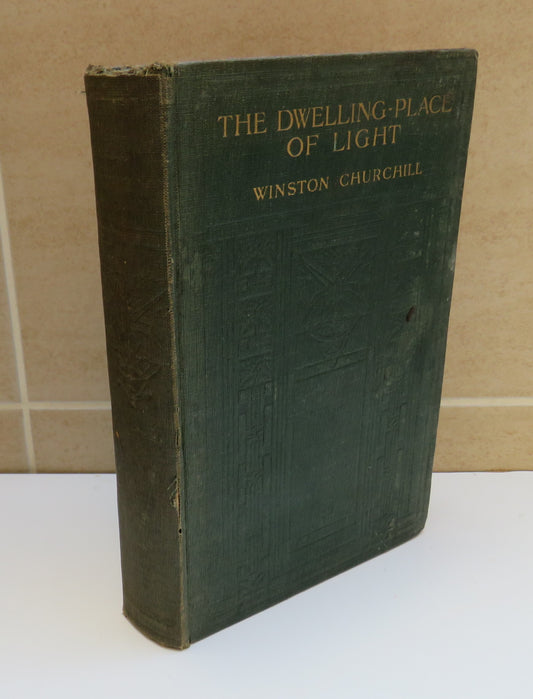 THE DWELLING-PLACE
OF LIGHT
WINSTON CHURCHILL